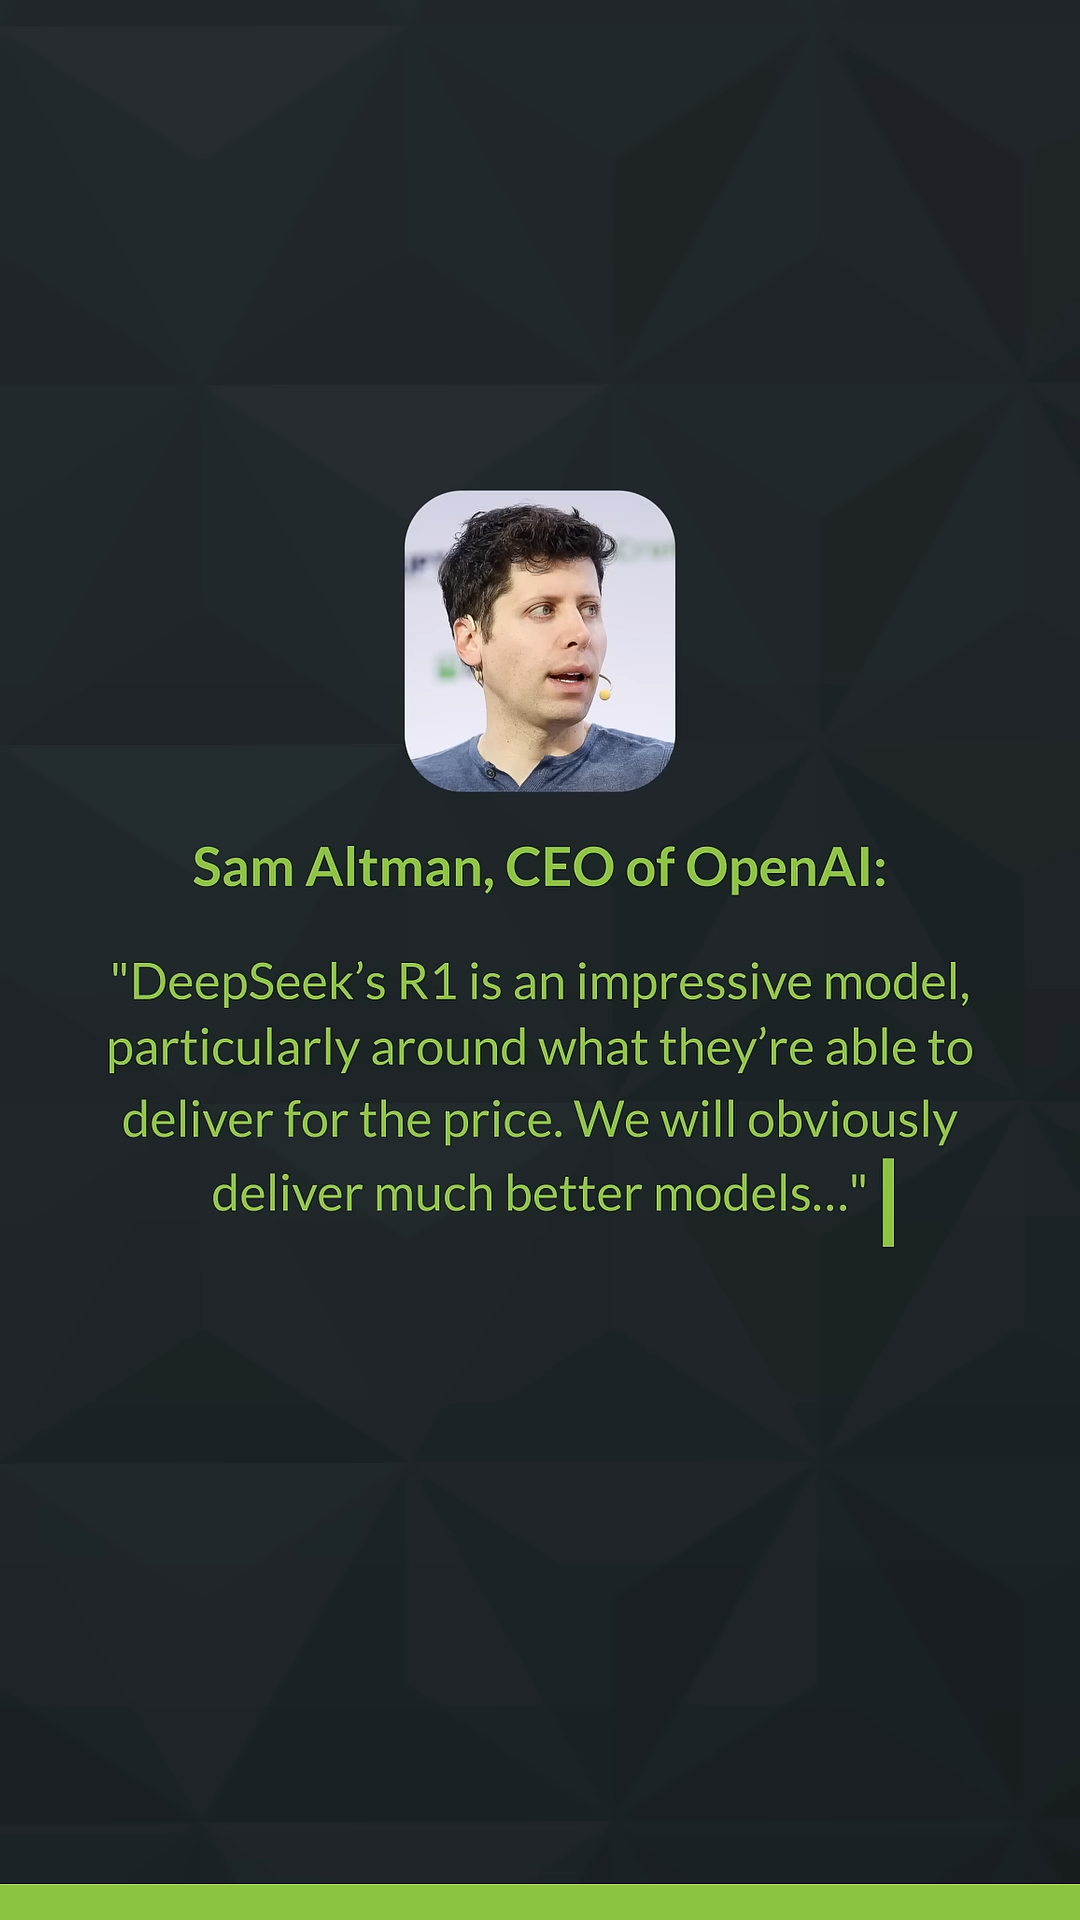 Sam Altman, CEO of OpenAI:
"DeepSeek’s R1 is an impressive model,
particularly around what they’re able to
deliver for the price. We will obviously
deliver much better models..."